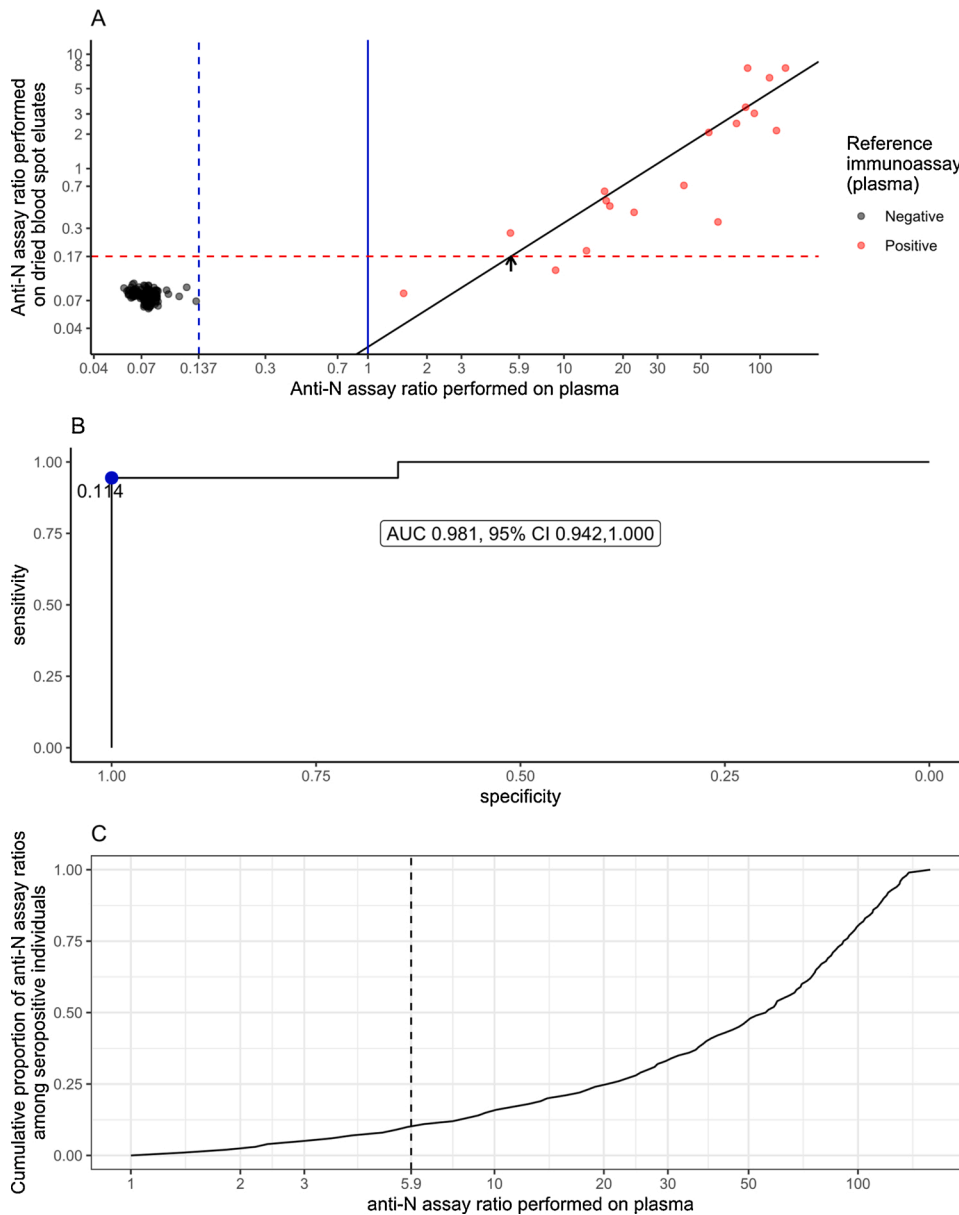 A
Anti-N assay ratio performed
on dried blood spot eluates
10
8
5
3
2
1
0.7
0.3
0.17
0.07
0.04
0.04 0.07 0.137 0.3 0.7 1 2 3 5.9 10 20 30 50 100
Anti-N assay ratio performed on plasma
Reference
immunoassay
(plasma)
Negative
Positive
B
sensitivity
1.00
0.75
0.50
0.25
0.00
0.114
AUC 0.981, 95% CI 0.942,1.000
1.00 0.75 0.50 0.25 0.00
specificity
C
Cumulative proportion of anti-N assay ratios
among seropositive individuals
1.00
0.75
0.50
0.25
0.00
1 2 3 5.9 10 20 30 50 100
anti-N assay ratio performed on plasma